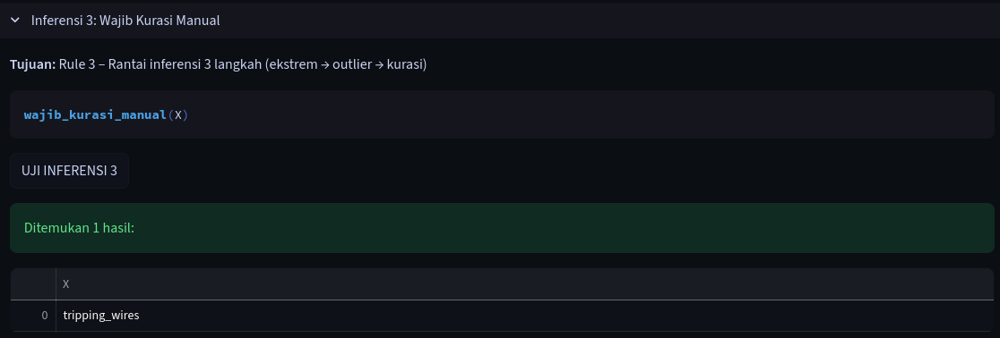 Inferensi 3: Wajib Kurasi Manual
Tujuan: Rule 3 – Rantai inferensi 3 langkah (ekstrem → outlier → kurasi)
wajib_kurasi_manual(X)
UJI INFERENSI 3
Ditemukan 1 hasil:
X
0 tripping_wires